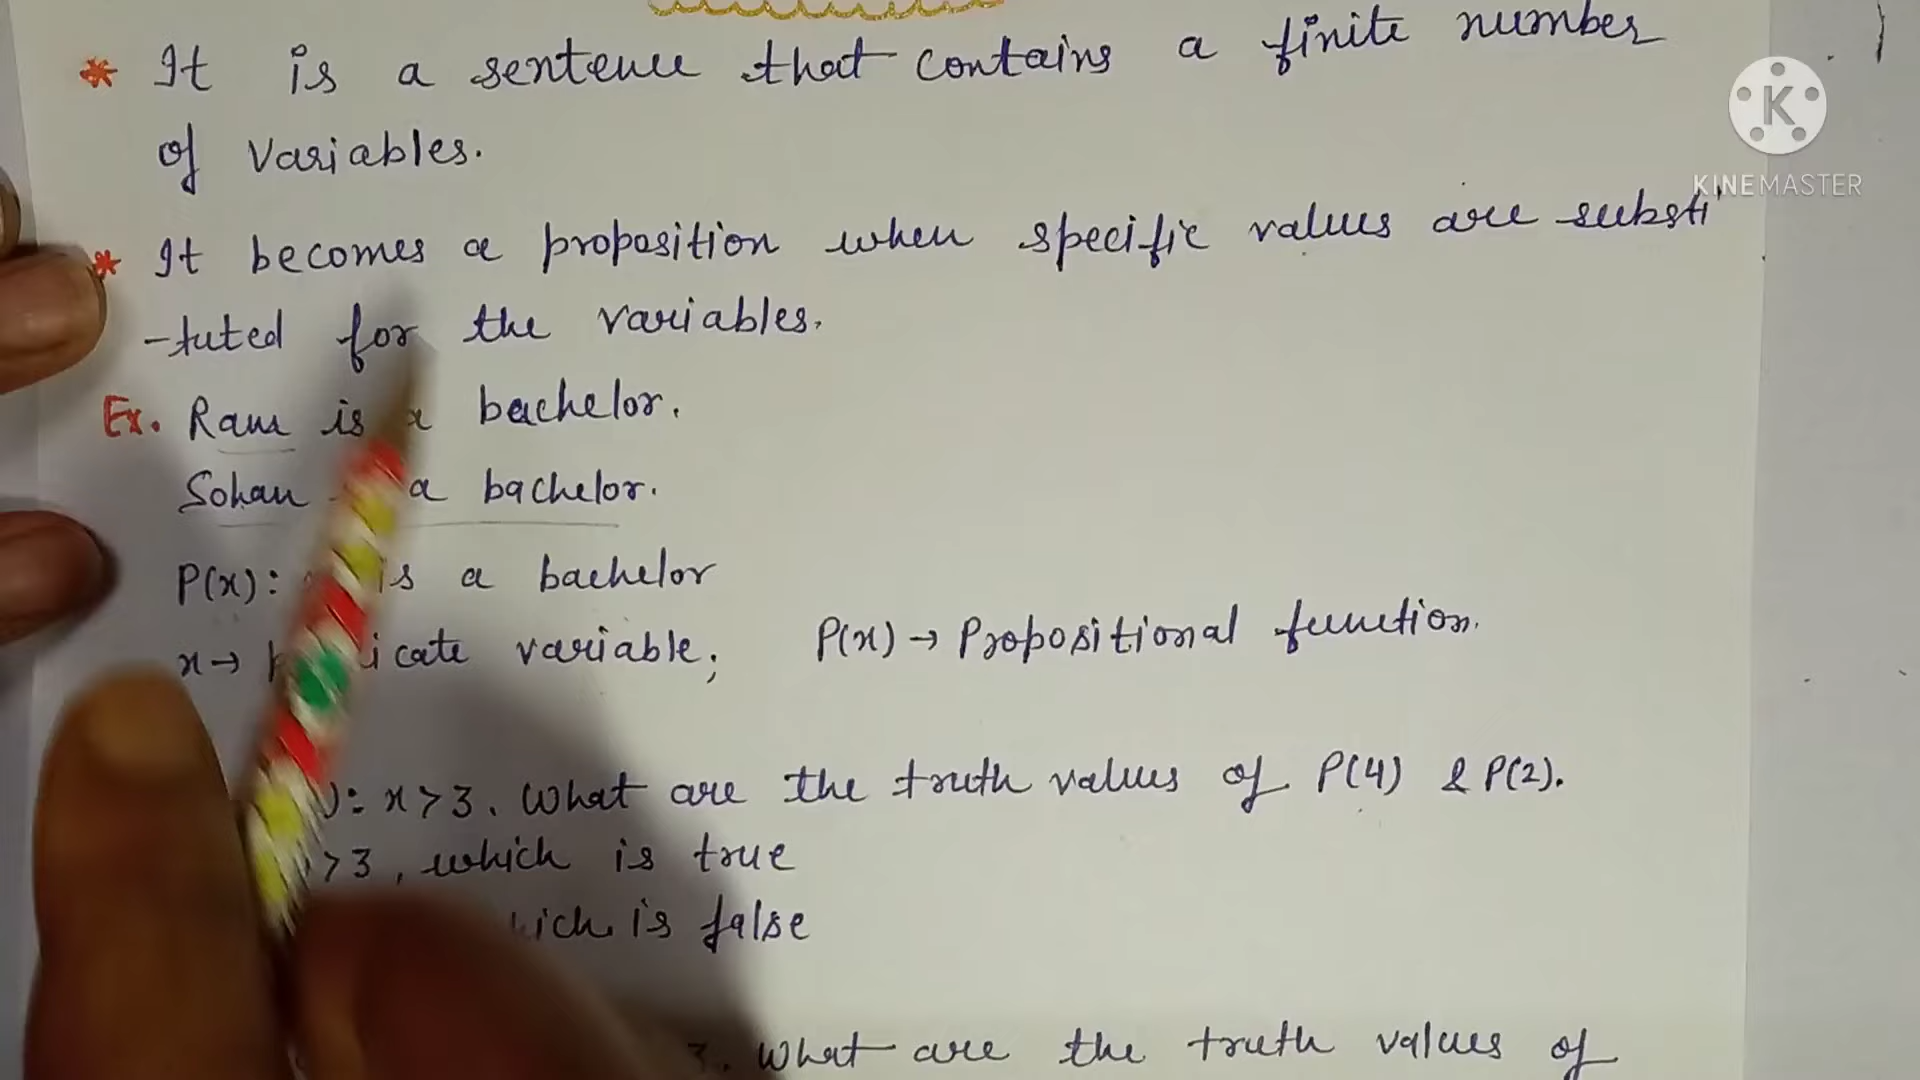 * It is a sentence that contains a finite number
of variables.
KINEMASTER
* It becomes a proposition when specific values are substi
-tuted for the variables.
Ex. Ram is a bachelor.
Sohan a bachelor.
P(x): is a bachelor
x→ variable; P(x) → Propositional function.
: x > 3. What are the truth values of P(4) & P(2).
> 3, which is true
is false
3. What are the truth values of